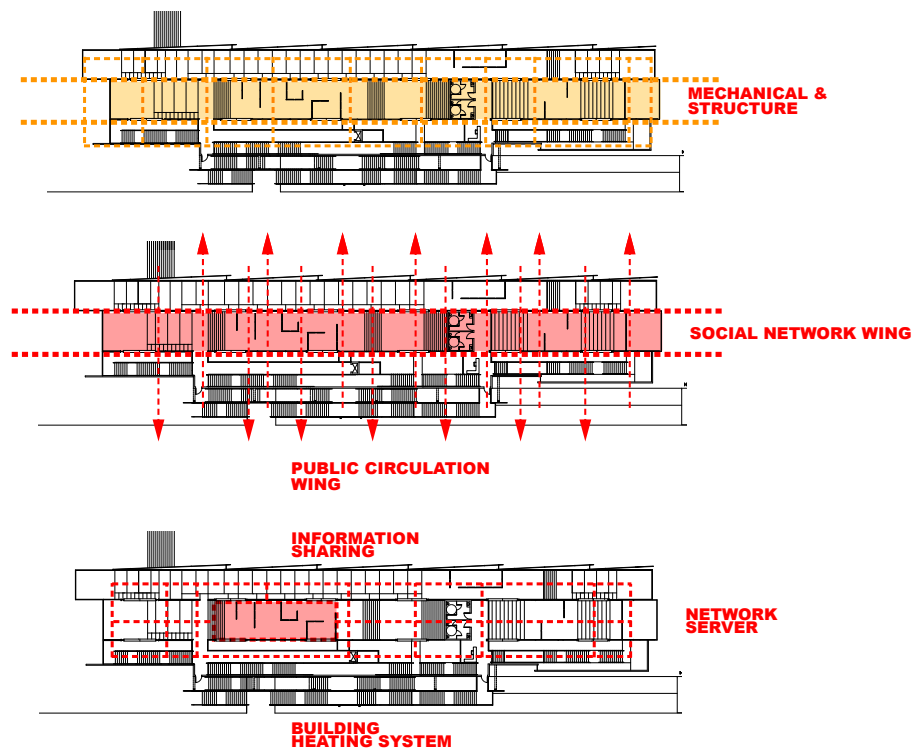 MECHANICAL &
STRUCTURE
SOCIAL NETWORK WING
PUBLIC CIRCULATION
WING
INFORMATION
SHARING
NETWORK
SERVER
BUILDING
HEATING SYSTEM